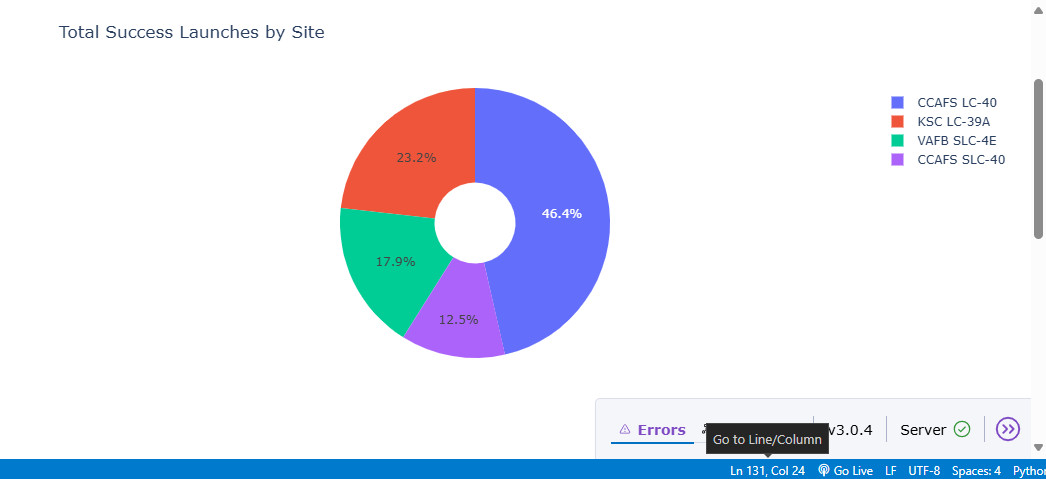 Total Success Launches by Site
CCAFS LC-40
KSC LC-39A
VAFB SLC-4E
CCAFS SLC-40
23.2%
46.4%
17.9%
12.5%
Errors
v3.0.4
Server
Go to Line/Column
Ln 131, Col 24
Go Live
LF
UTF-8
Spaces: 4
Python